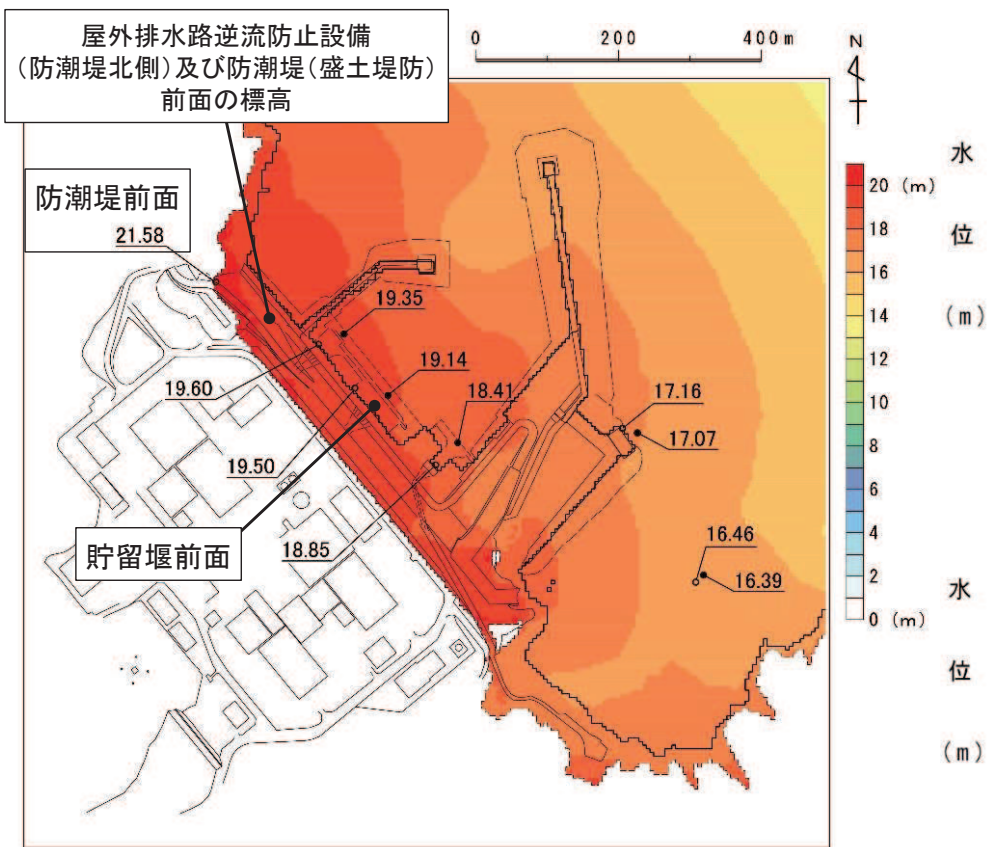 屋外排水路逆流防止設備
（防潮堤北側）及び防潮堤（盛土堤防）
前面の標高
0 200 400m
N
防潮堤前面
21.58
19.35
19.14
18.41
19.60
17.16
17.07
19.50
貯留堰前面
18.85
16.46
16.39
水
位
(m)
20 (m)
18
16
14
12
10
8
6
4
2
0 (m)
水
位
(m)